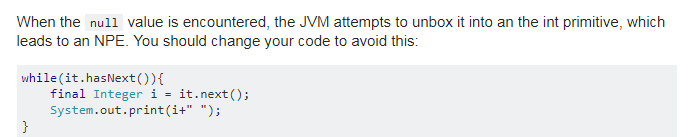 When the null value is encountered, the JVM attempts to unbox it into an the int primitive, which
leads to an NPE. You should change your code to avoid this:
while(it.hasNext()){
    final Integer i = it.next();
    System.out.print(i+" ");
}